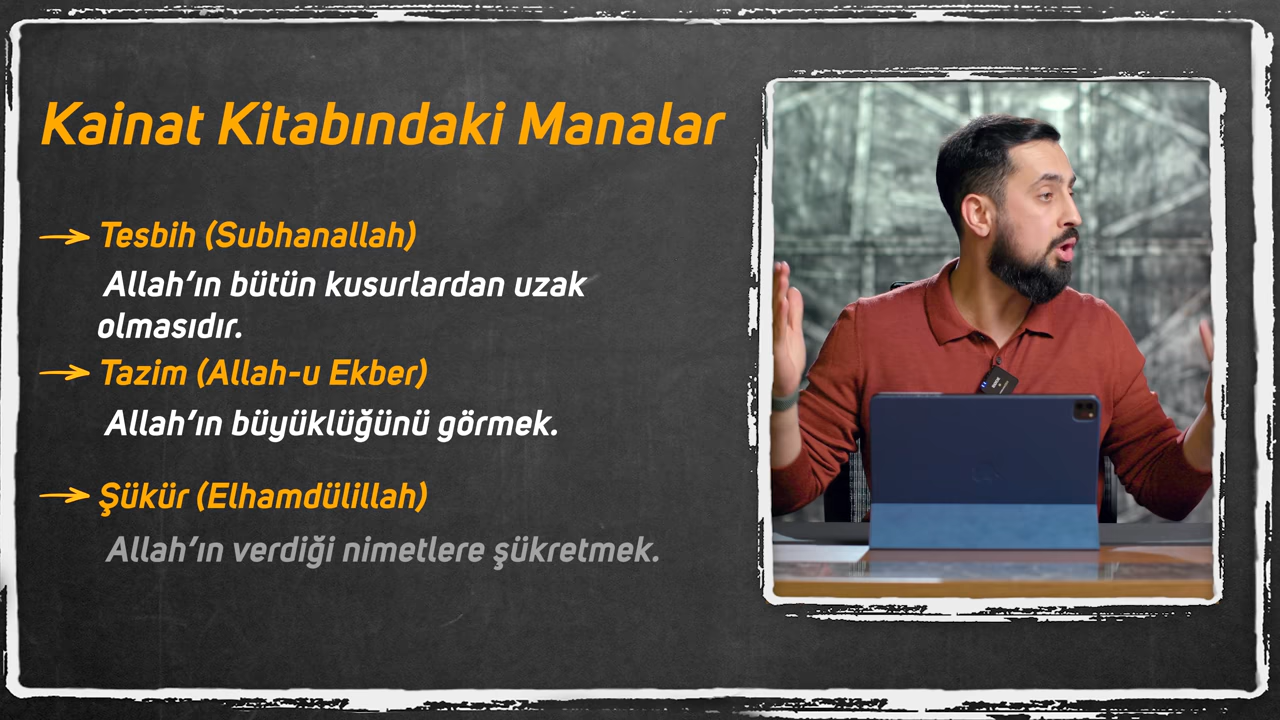 Kainat Kitabındaki Manalar
Tesbih (Subhanallah)
Allah'ın bütün kusurlardan uzak
olmasıdır.
Tazim (Allah-u Ekber)
Allah'ın büyüklüğünü görmek.
Şükür (Elhamdülillah)
Allah'ın verdiği nimetlere şükretmek.